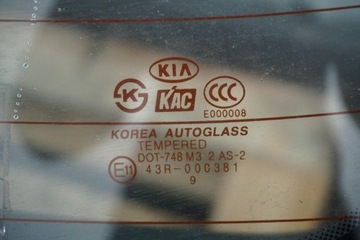 KIA
KAC
CCC
E000008
KOREA AUTOGLASS
TEMPERED
DOT-748 M3 2 AS-2
E11 43R-000381
9